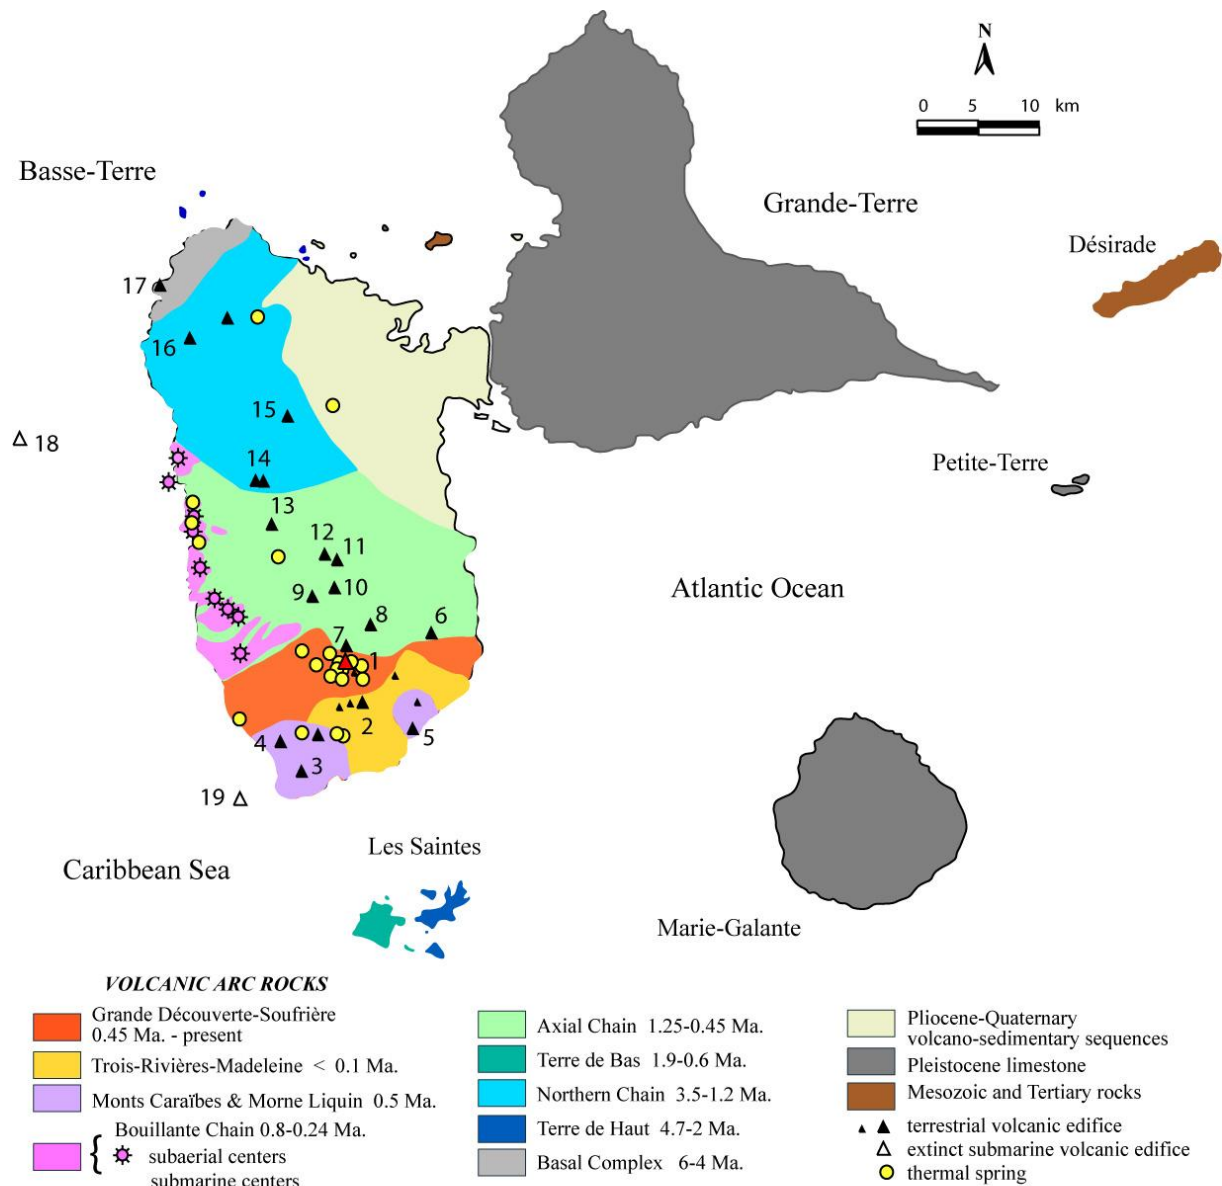 N
0 5 10 km
Basse-Terre
Grande-Terre
Désirade
17
16
15
18
14
Petite-Terre
13
12
11
10
9
Atlantic Ocean
8
6
7
1
2
5
4
3
19
Les Saintes
Caribbean Sea
Marie-Galante
VOLCANIC ARC ROCKS
Grande Découverte-Soufrière
0.45 Ma. - present
Trois-Rivières-Madeleine < 0.1 Ma.
Monts Caraïbes & Morne Liquin 0.5 Ma.
Bouillante Chain 0.8-0.24 Ma.
{ subaerial centers
submarine centers
Axial Chain 1.25-0.45 Ma.
Terre de Bas 1.9-0.6 Ma.
Northern Chain 3.5-1.2 Ma.
Terre de Haut 4.7-2 Ma.
Basal Complex 6-4 Ma.
Pliocene-Quaternary
volcano-sedimentary sequences
Pleistocene limestone
Mesozoic and Tertiary rocks
terrestrial volcanic edifice
extinct submarine volcanic edifice
thermal spring